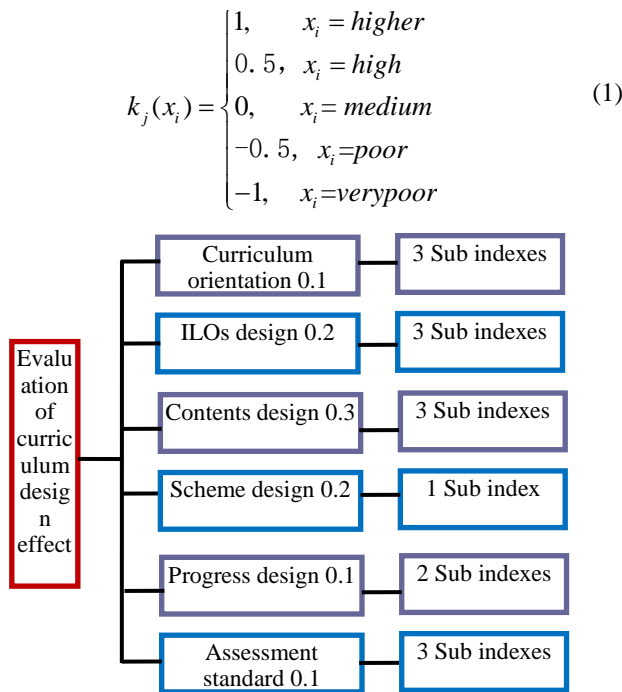 1, x_i = higher
0.5, x_i = high
k_j(x_i) = { 0, x_i = medium (1)
-0.5, x_i =poor
-1, x_i =verypoor
Curriculum
orientation 0.1
3 Sub indexes
ILOs design 0.2
3 Sub indexes
Evalu
ation
of
curric
ulum
desig
n
effect
Contents design 0.3
3 Sub indexes
Scheme design 0.2
1 Sub index
Progress design 0.1
2 Sub indexes
Assessment
standard 0.1
3 Sub indexes